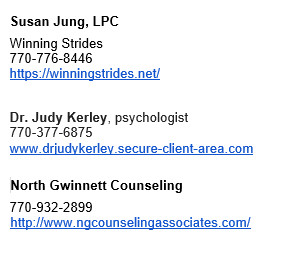 Susan Jung, LPC
Winning Strides
770-776-8446
https://winningstrides.net/
Dr. Judy Kerley, psychologist
770-377-6875
www.drjudykerley.secure-client-area.com
North Gwinnett Counseling
770-932-2899
http://www.ngcounselingassociates.com/